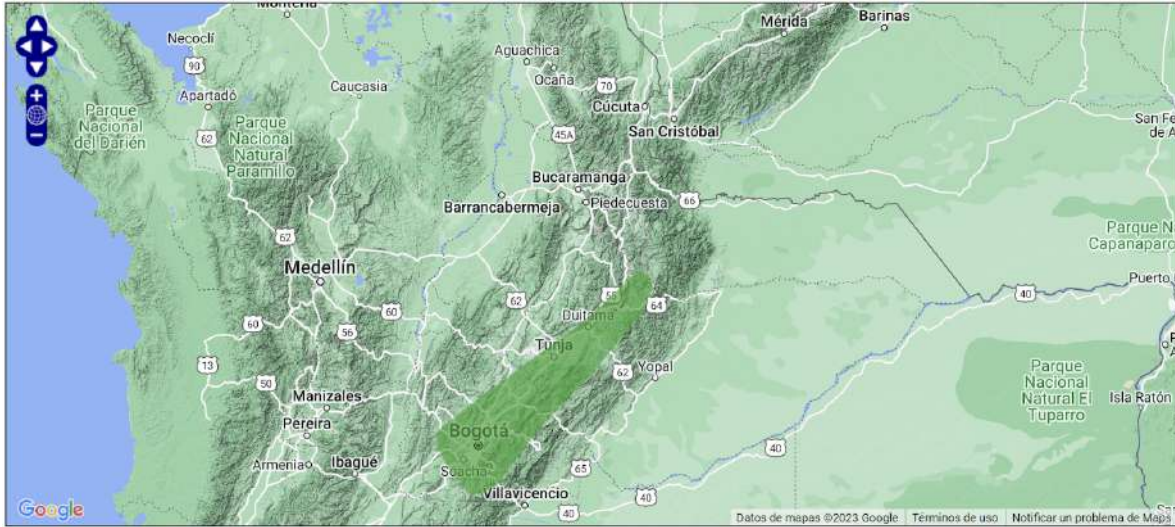 Montería
Mérida
Barinas
Necoclí
90
Aguachica
Ocaña
Caucasia
70
Apartadó
Cúcuta
Parque
Nacional
del Darién
Parque
Nacional
Natural
Paramillo
62
San Cristóbal
45A
San Fe
de A
Bucaramanga
Piedecuesta
Barrancabermeja
66
62
Parque N
Capanaparo
Medellín
Puerto
40
62
64
60
60
56
Duitama
Tunja
13
62
Yopal
50
Parque
Nacional
Natural El
Tuparro
Isla Ratón
Manizales
Pereira
Bogotá
Armenia
Ibagué
Soacha
65
40
Villavicencio
40
40
Google
Datos de mapas ©2023 Google
Términos de uso
Notificar un problema de Maps